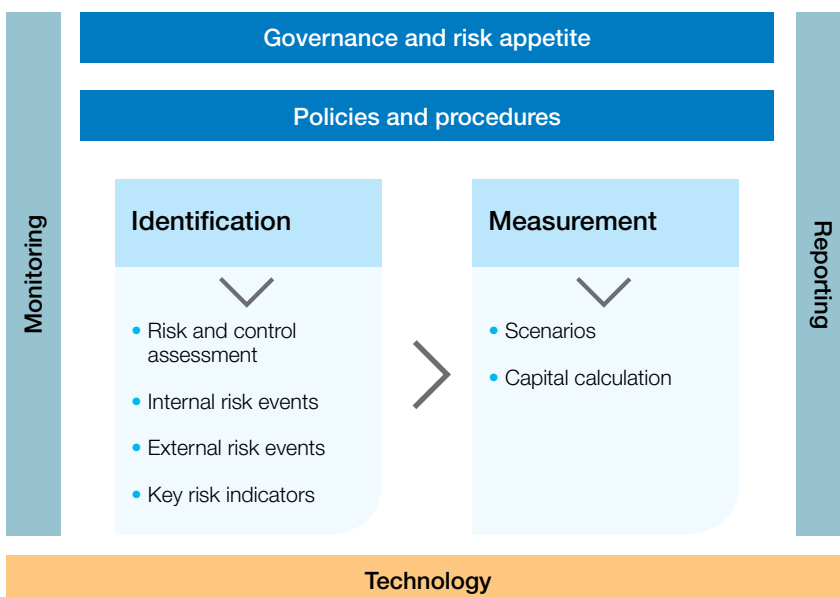 Governance and risk appetite
Policies and procedures
Monitoring
Identification
• Risk and control
assessment
• Internal risk events
• External risk events
• Key risk indicators
Measurement
• Scenarios
• Capital calculation
Reporting
Technology